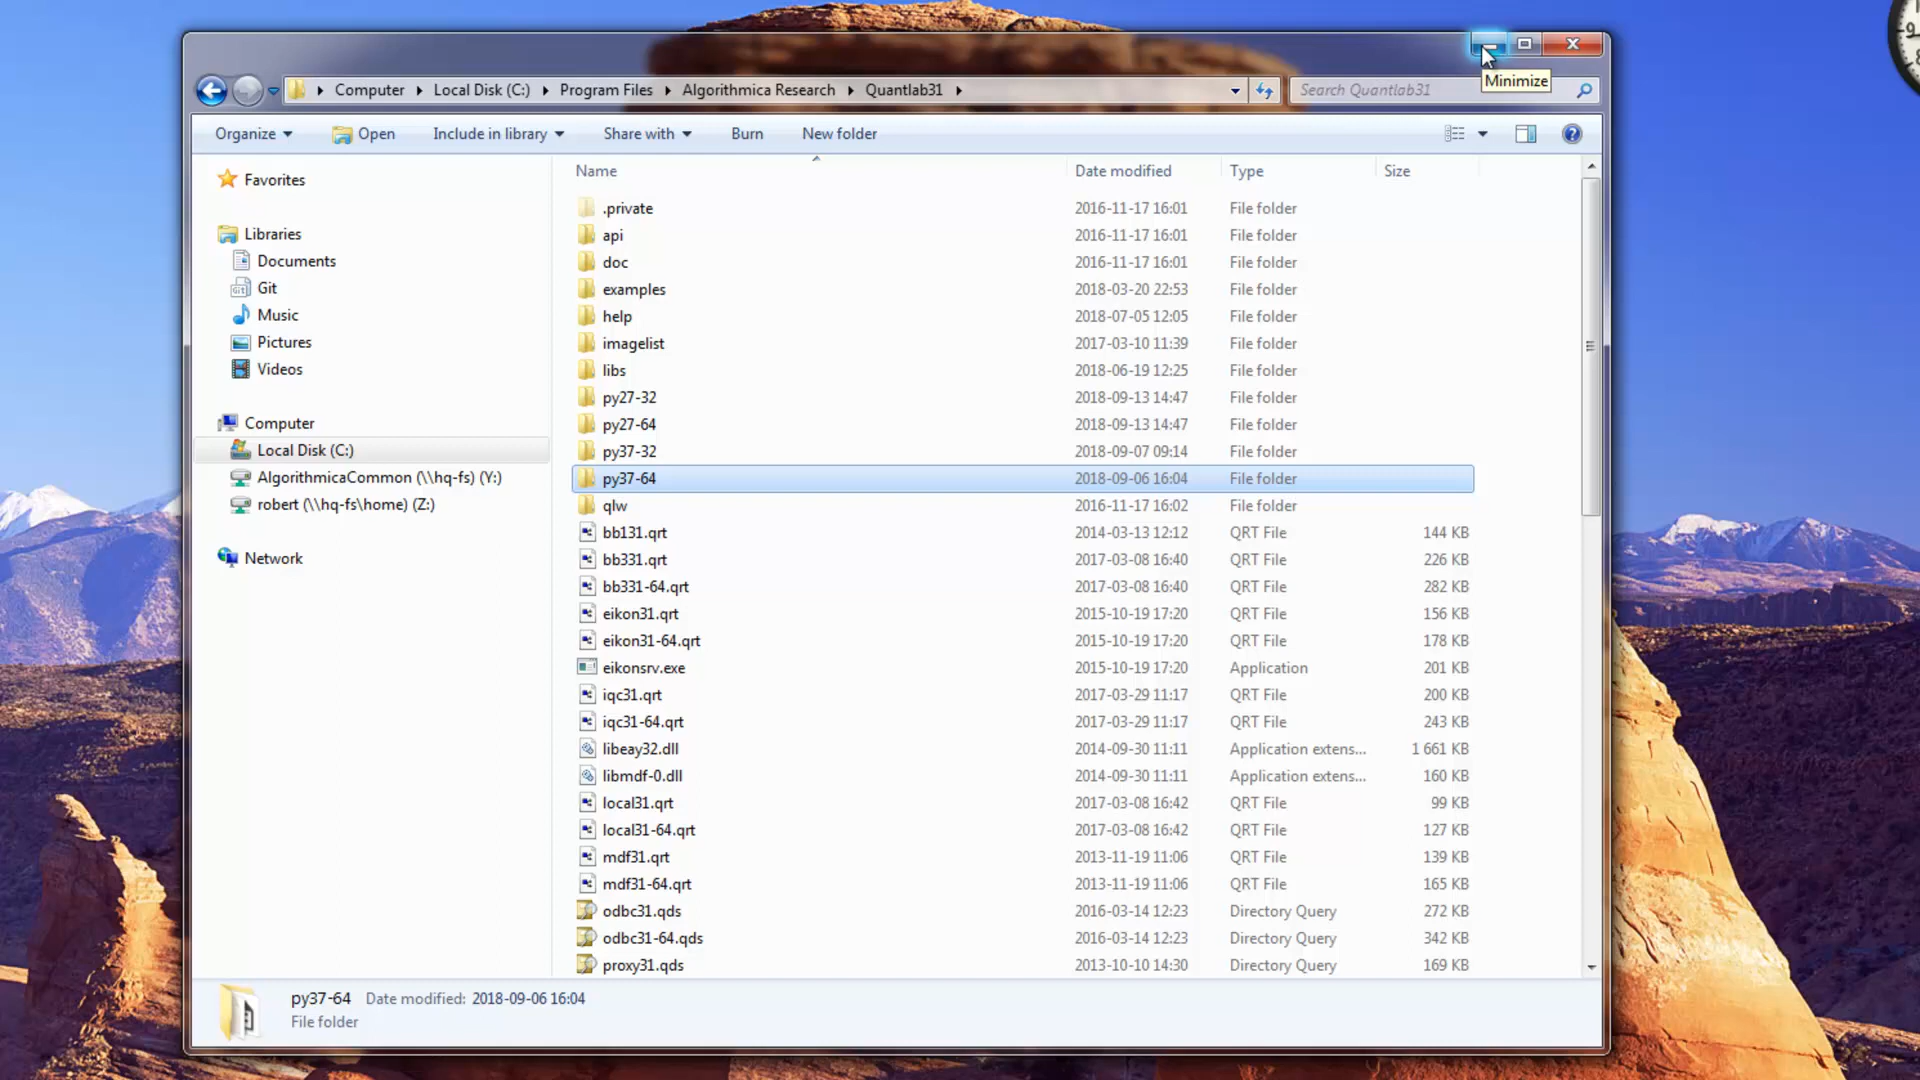 Minimize
Computer Local Disk (C:) Program Files Algorithmica Research Quantlab31
Search Quantlab31
Organize Open Include in library Share with Burn New folder
Favorites
Libraries
Documents
Git
Music
Pictures
Videos
Computer
Local Disk (C:)
AlgorithmicaCommon (\\hq-fs) (Y:)
robert (\\hq-fs\home) (Z:)
Network
Name Date modified Type Size
.private 2016-11-17 16:01 File folder
api 2016-11-17 16:01 File folder
doc 2016-11-17 16:01 File folder
examples 2018-03-20 22:53 File folder
help 2018-07-05 12:05 File folder
imagelist 2017-03-10 11:39 File folder
libs 2018-06-19 12:25 File folder
py27-32 2018-09-13 14:47 File folder
py27-64 2018-09-13 14:47 File folder
py37-32 2018-09-07 09:14 File folder
py37-64 2018-09-06 16:04 File folder
qlw 2016-11-17 16:02 File folder
bb131.qrt 2014-03-13 12:12 QRT File 144 KB
bb331.qrt 2017-03-08 16:40 QRT File 226 KB
bb331-64.qrt 2017-03-08 16:40 QRT File 282 KB
eikon31.qrt 2015-10-19 17:20 QRT File 156 KB
eikon31-64.qrt 2015-10-19 17:20 QRT File 178 KB
eikonsrv.exe 2015-10-19 17:20 Application 201 KB
iqc31.qrt 2017-03-29 11:17 QRT File 200 KB
iqc31-64.qrt 2017-03-29 11:17 QRT File 243 KB
libeay32.dll 2014-09-30 11:11 Application extens... 1 661 KB
libmdf-0.dll 2014-09-30 11:11 Application extens... 160 KB
local31.qrt 2017-03-08 16:42 QRT File 99 KB
local31-64.qrt 2017-03-08 16:42 QRT File 127 KB
mdf31.qrt 2013-11-19 11:06 QRT File 139 KB
mdf31-64.qrt 2013-11-19 11:06 QRT File 165 KB
odbc31.qds 2016-03-14 12:23 Directory Query 272 KB
odbc31-64.qds 2016-03-14 12:23 Directory Query 342 KB
proxy31.qds 2013-10-10 14:30 Directory Query 169 KB
py37-64 Date modified: 2018-09-06 16:04
File folder